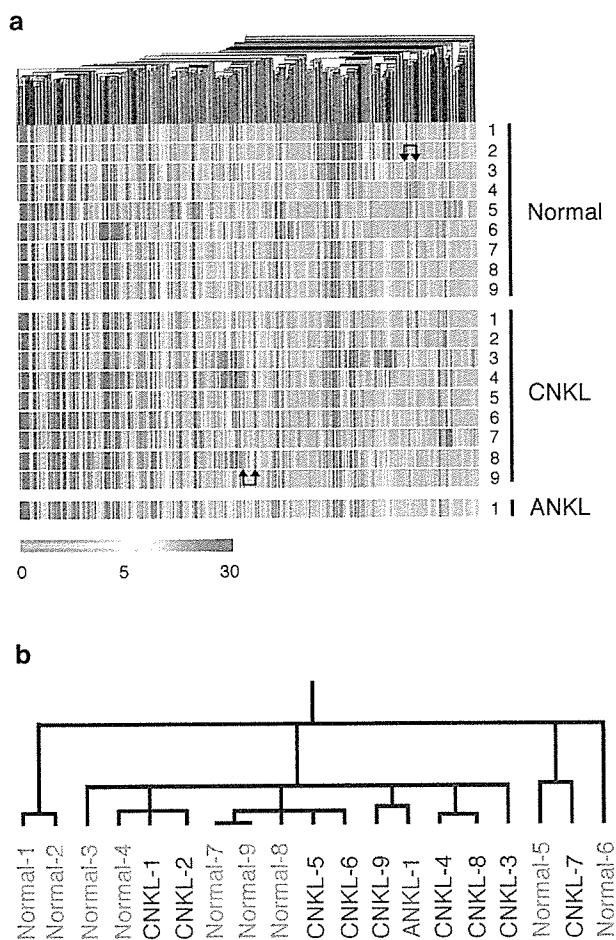 a
1
2
3
4
5
6
7
8
9
Normal
1
2
3
4
5
6
7
8
9
CNKL
1
ANKL
0 5 30
b
Normal-1
Normal-2
Normal-3
Normal-4
CNKL-1
CNKL-2
Normal-7
Normal-9
Normal-8
CNKL-5
CNKL-6
CNKL-9
ANKL-1
CNKL-4
CNKL-8
CNKL-3
Normal-5
CNKL-7
Normal-6